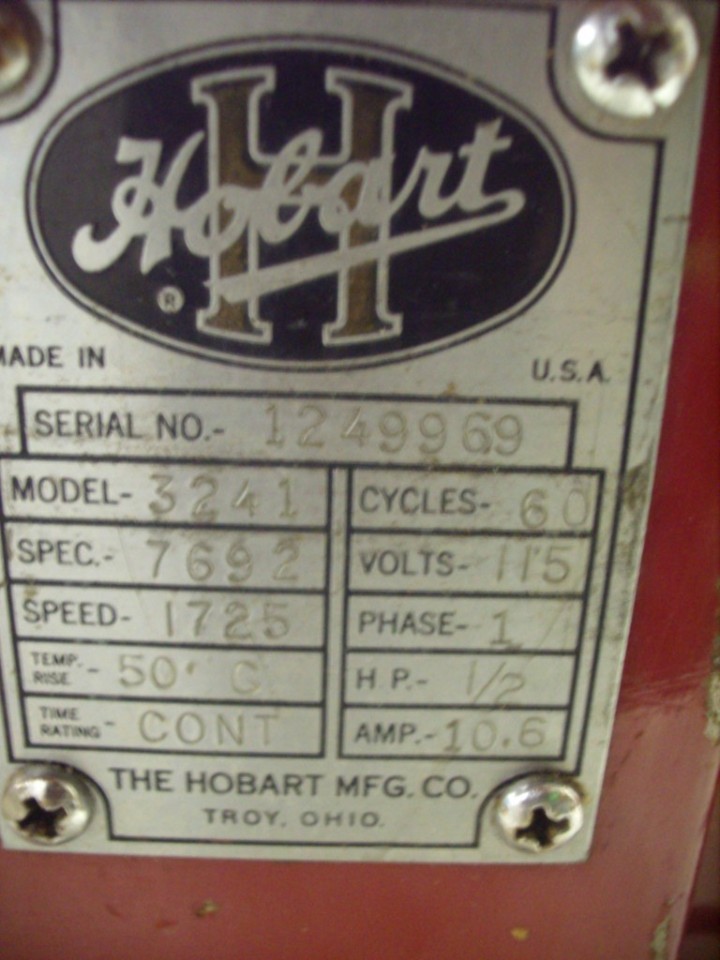 H
Hobart
®
MADE IN U.S.A.
SERIAL NO.- 1249969
MODEL- 3241 CYCLES- 60
SPEC.- 7692 VOLTS- 115
SPEED- 1725 PHASE- 1
TEMP. RISE - 50° C H.P.- 1/2
TIME RATING - CONT AMP.- 10.6
THE HOBART MFG. CO.
TROY, OHIO.